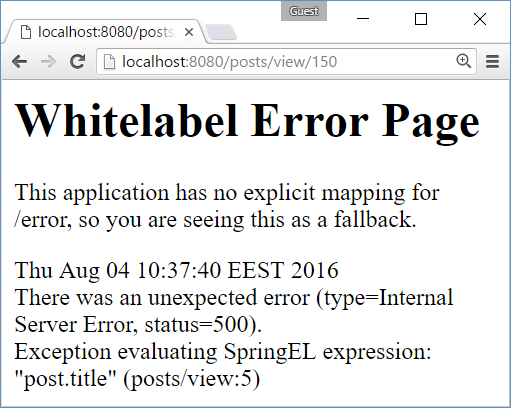 Guest
localhost:8080/posts
localhost:8080/posts/view/150
Whitelabel Error Page
This application has no explicit mapping for
/error, so you are seeing this as a fallback.
Thu Aug 04 10:37:40 EEST 2016
There was an unexpected error (type=Internal
Server Error, status=500).
Exception evaluating SpringEL expression:
"post.title" (posts/view:5)